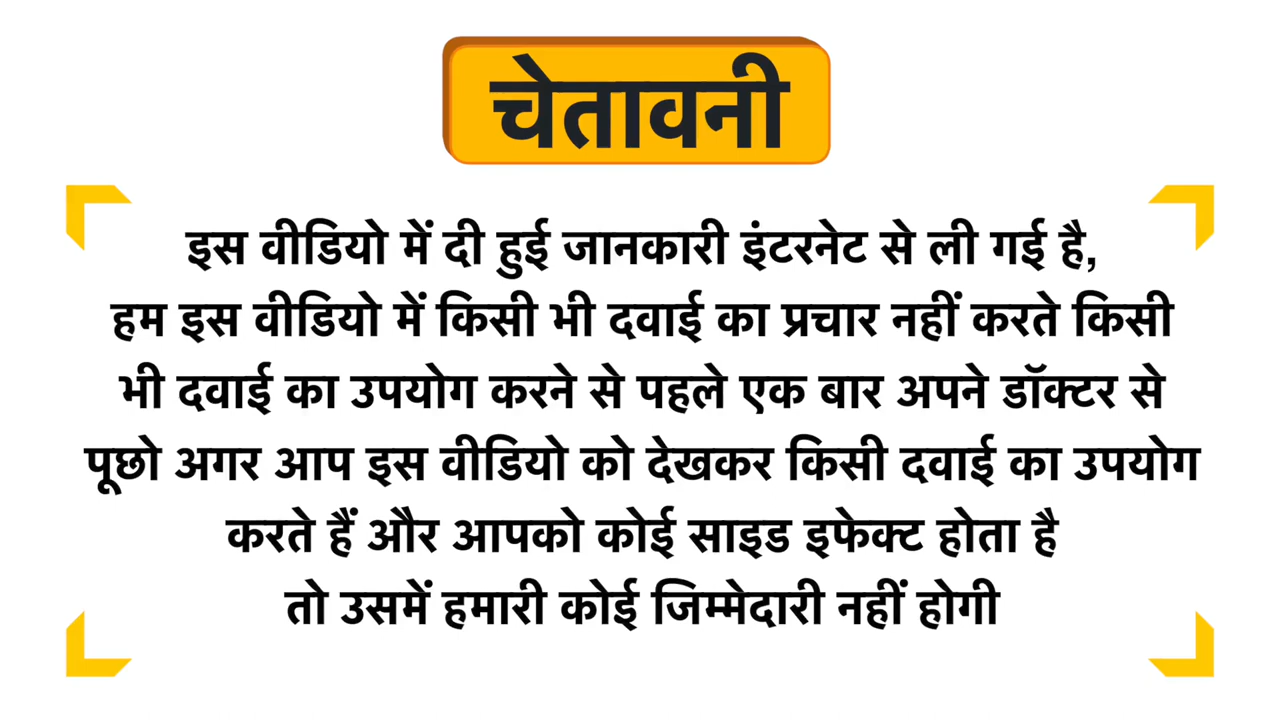 चेतावनी
इस वीडियो में दी हुई जानकारी इंटरनेट से ली गई है,
हम इस वीडियो में किसी भी दवाई का प्रचार नहीं करते किसी
भी दवाई का उपयोग करने से पहले एक बार अपने डॉक्टर से
पूछो अगर आप इस वीडियो को देखकर किसी दवाई का उपयोग
करते हैं और आपको कोई साइड इफेक्ट होता है
तो उसमें हमारी कोई जिम्मेदारी नहीं होगी